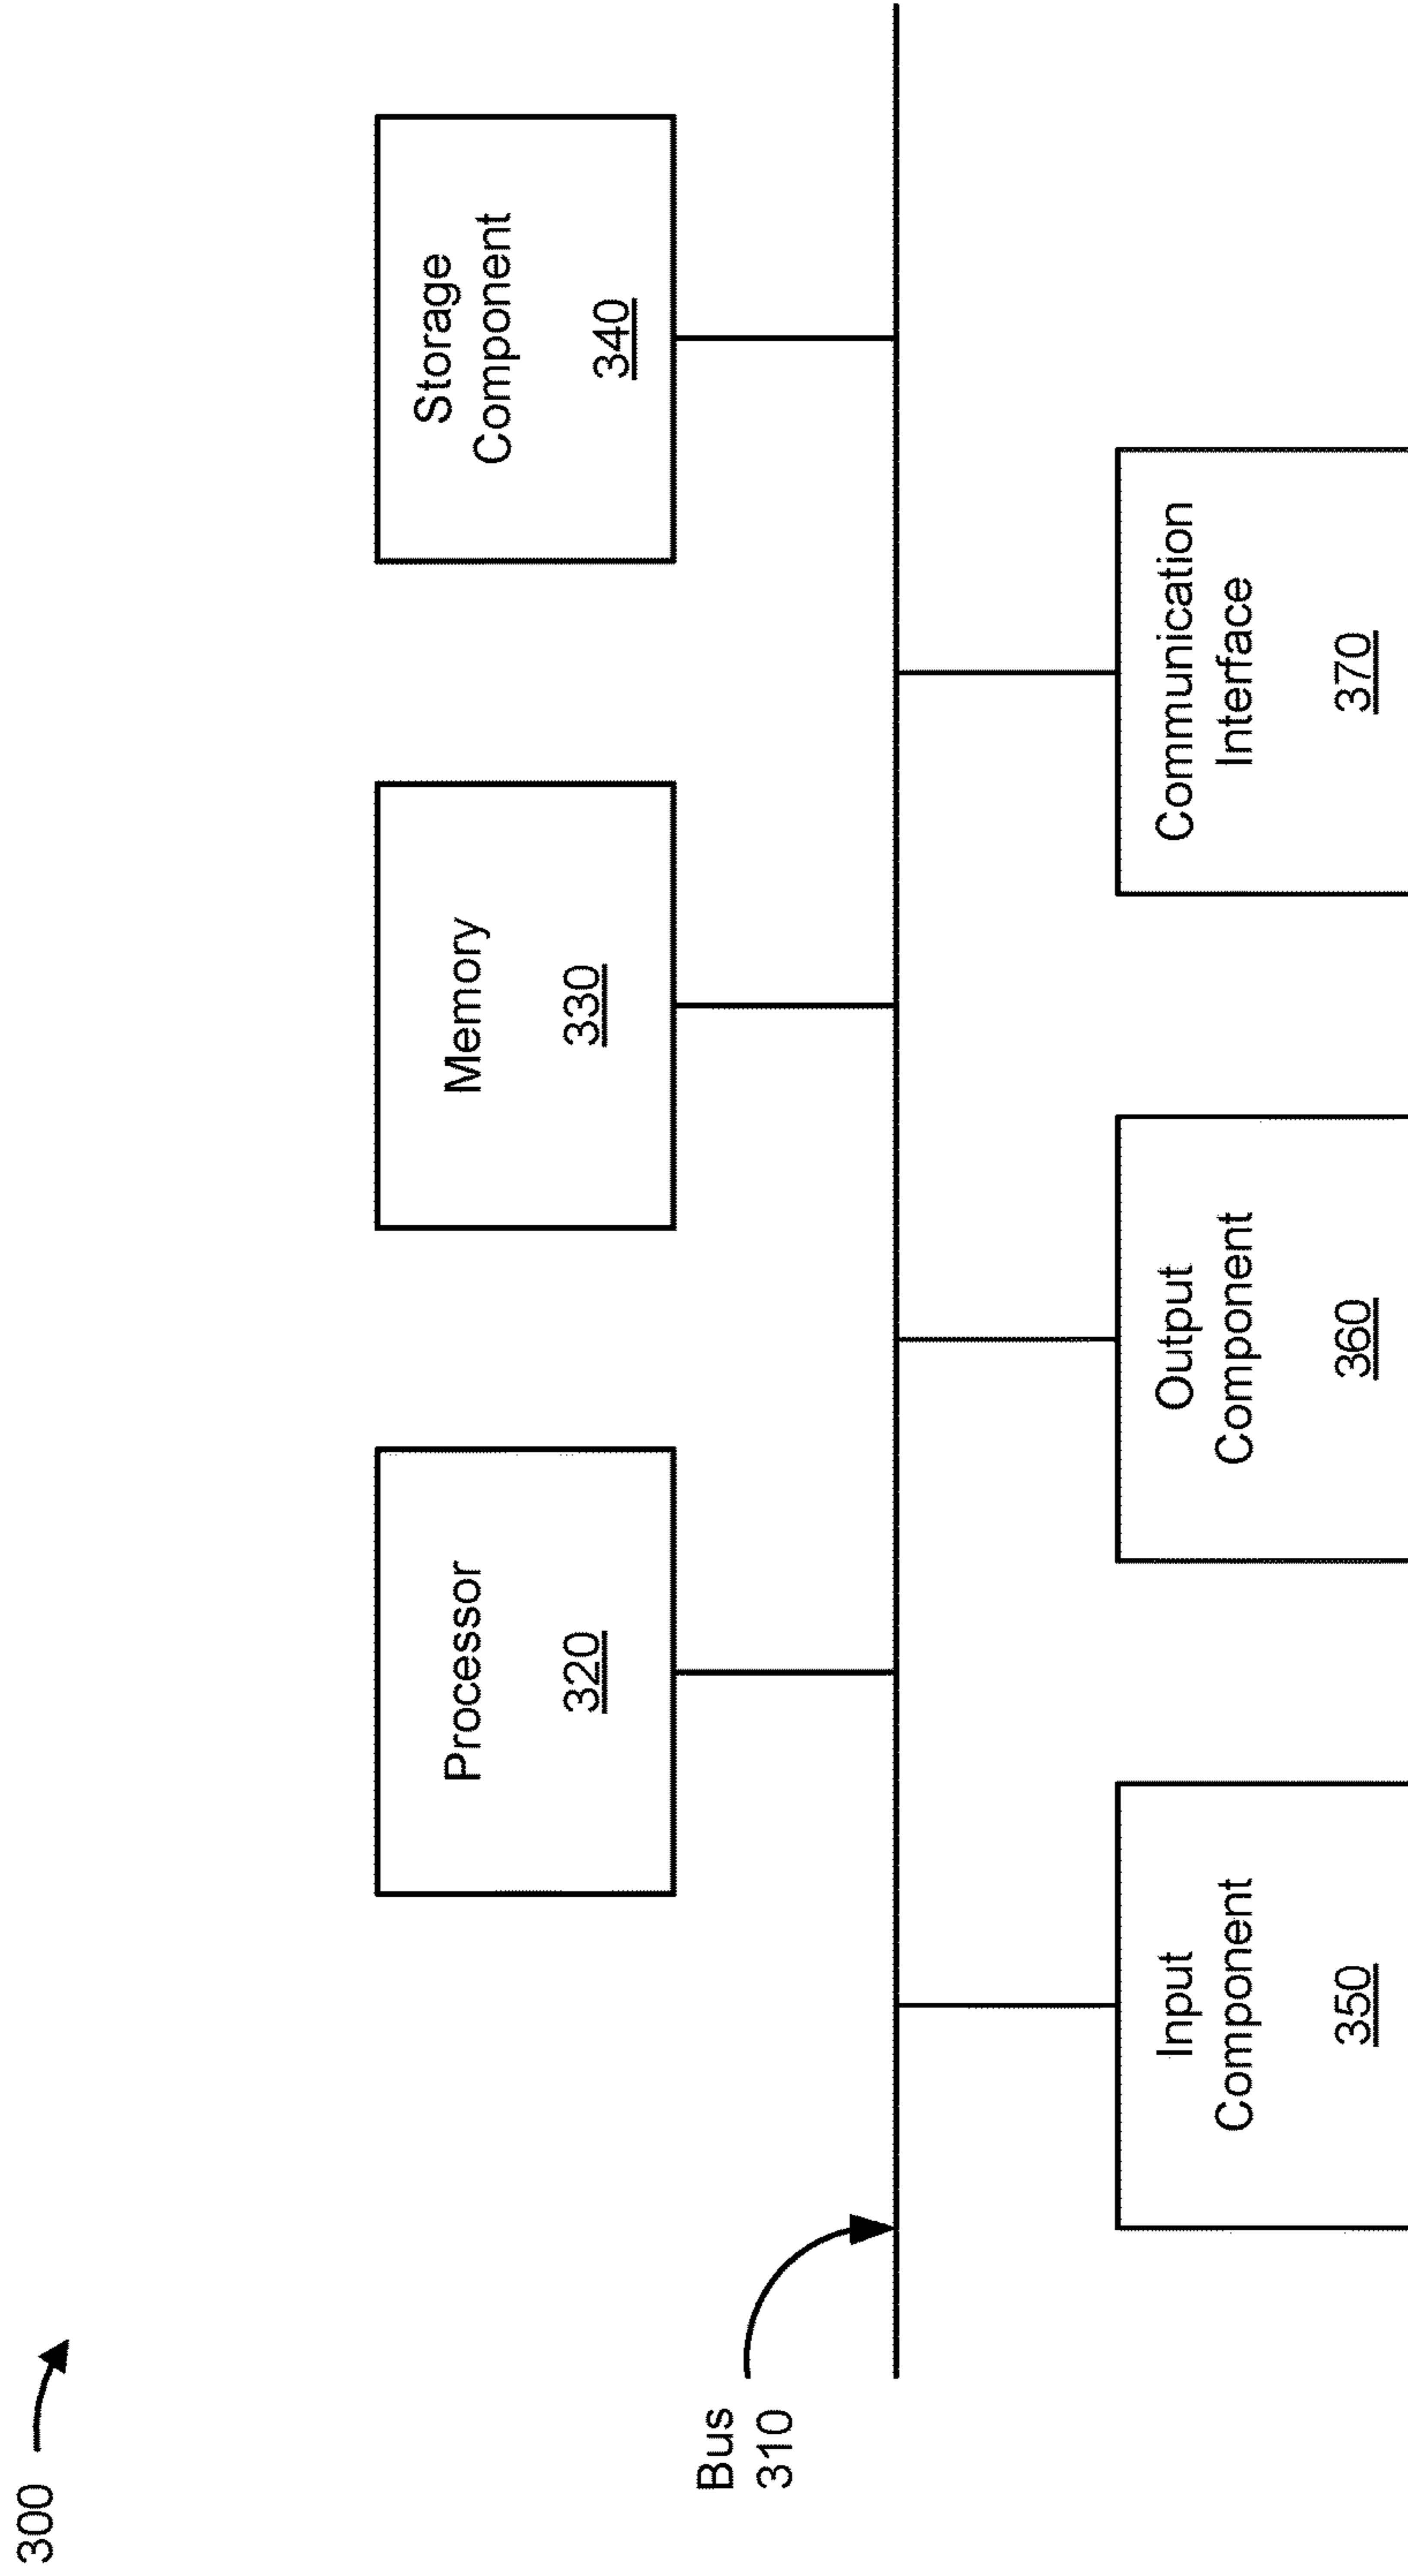 300
Processor
320
Memory
330
Storage
Component
340
Bus
310
Input
Component
350
Output
Component
360
Communication
Interface
370